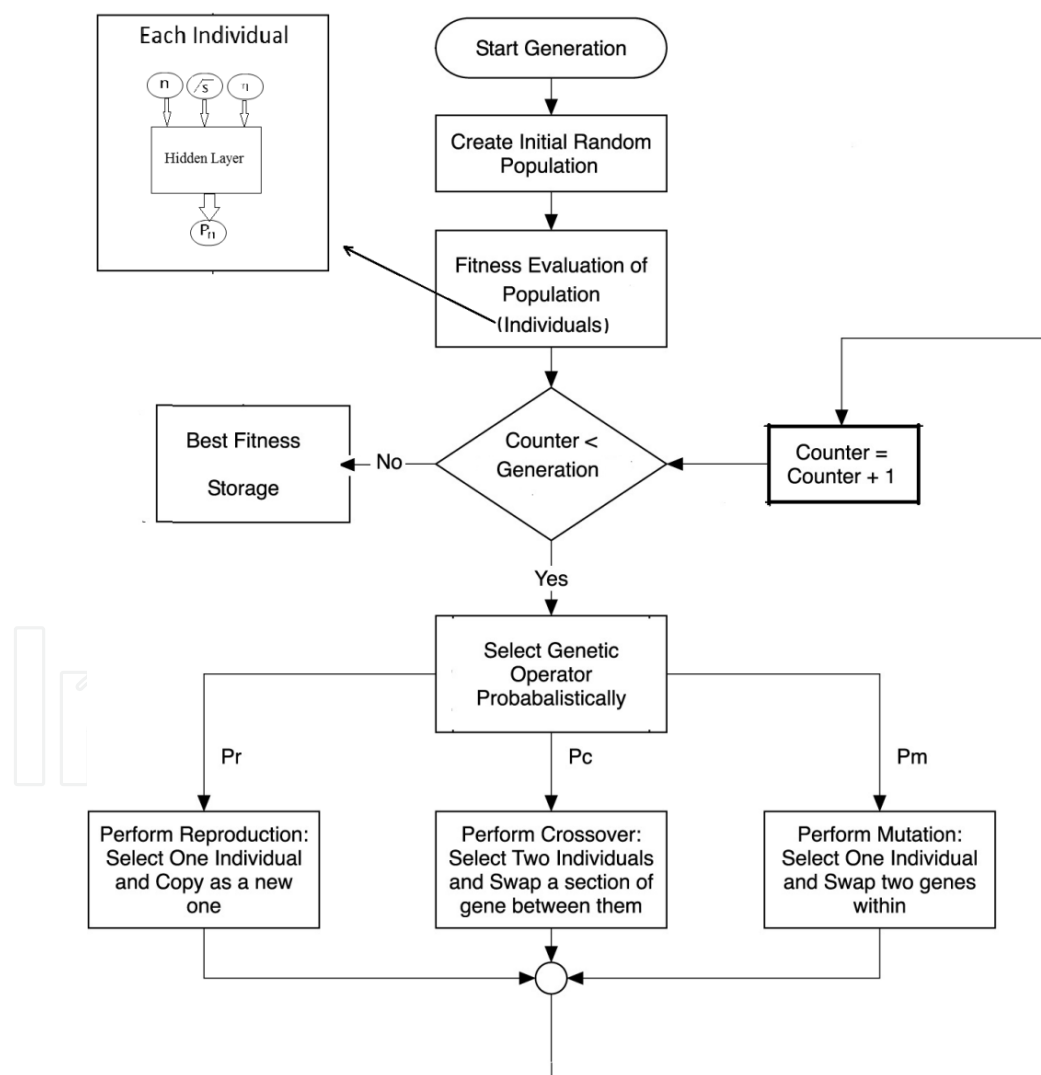 Each Individual
n
√s
η
Hidden Layer
Pn
Start Generation
Create Initial Random
Population
Fitness Evaluation of
Population
(Individuals)
Counter <
Generation
No
Best Fitness
Storage
Counter =
Counter + 1
Yes
Select Genetic
Operator
Probabalistically
Pr
Pc
Pm
Perform Reproduction:
Select One Individual
and Copy as a new
one
Perform Crossover:
Select Two Individuals
and Swap a section of
gene between them
Perform Mutation:
Select One Individual
and Swap two genes
within